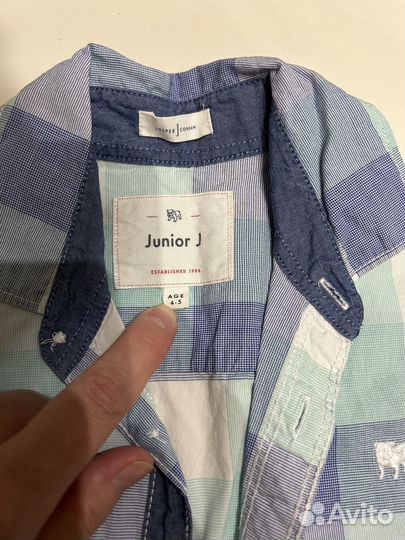 JASPER J CONRAN
Junior J
ESTABLISHED 1986
AGE
4-5
Avito